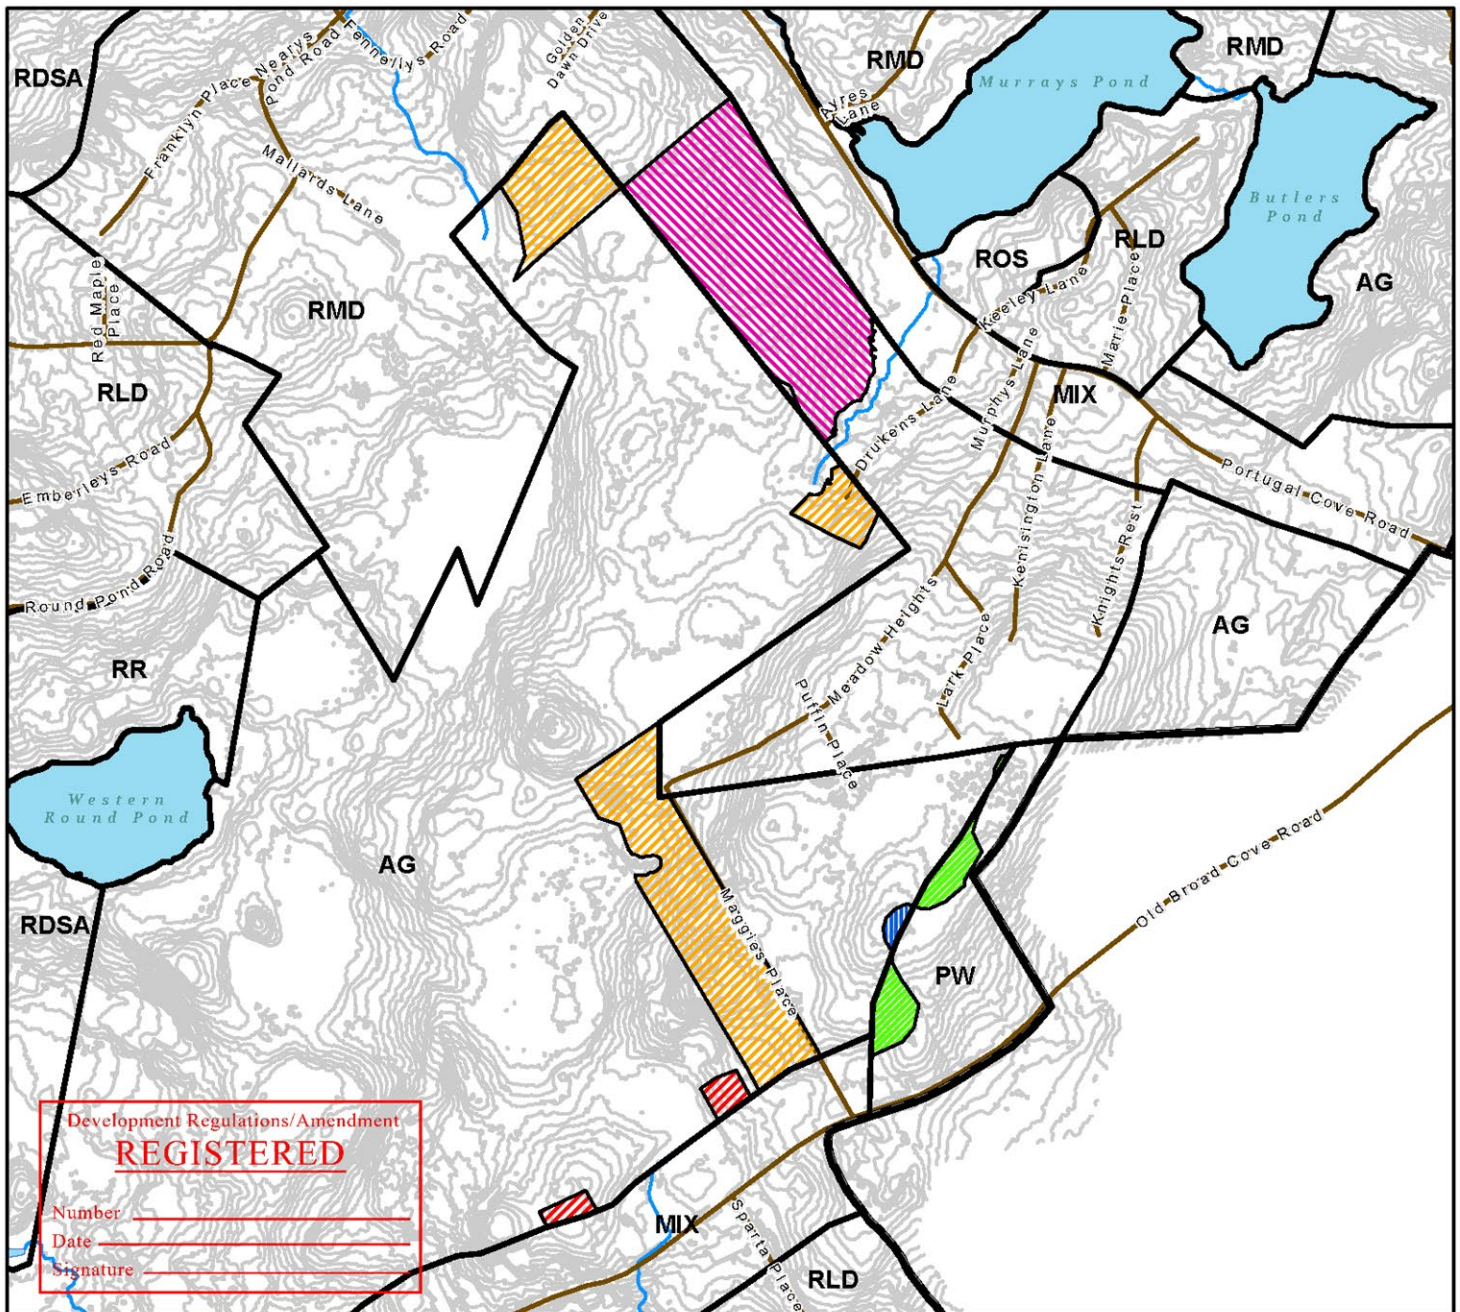 Golden
Dawn Drive
Fennellys Road
Franklyn Place
Nearys
Pond Road
RDSA
RMD
RMD
Murrays Pond
Ayres
Lane
Mallards Lane
Butlers
Pond
RLD
ROS
AG
Keeley Lane
Marie Place
Red Maple
Place
RMD
RLD
MIX
Murphys Lane
Drukens Lane
Kenisington Lane
Portugal Cove Road
Emberleys Road
Knights Rest
Round Pond Road
Meadow Heights
AG
RR
Lark Place
Puffin Place
Western
Round Pond
AG
Old Broad Cove Road
RDSA
Maggies Place
PW
Development Regulations/Amendment
REGISTERED
Number
Date
Signature
MIX
Sparta Place
RLD